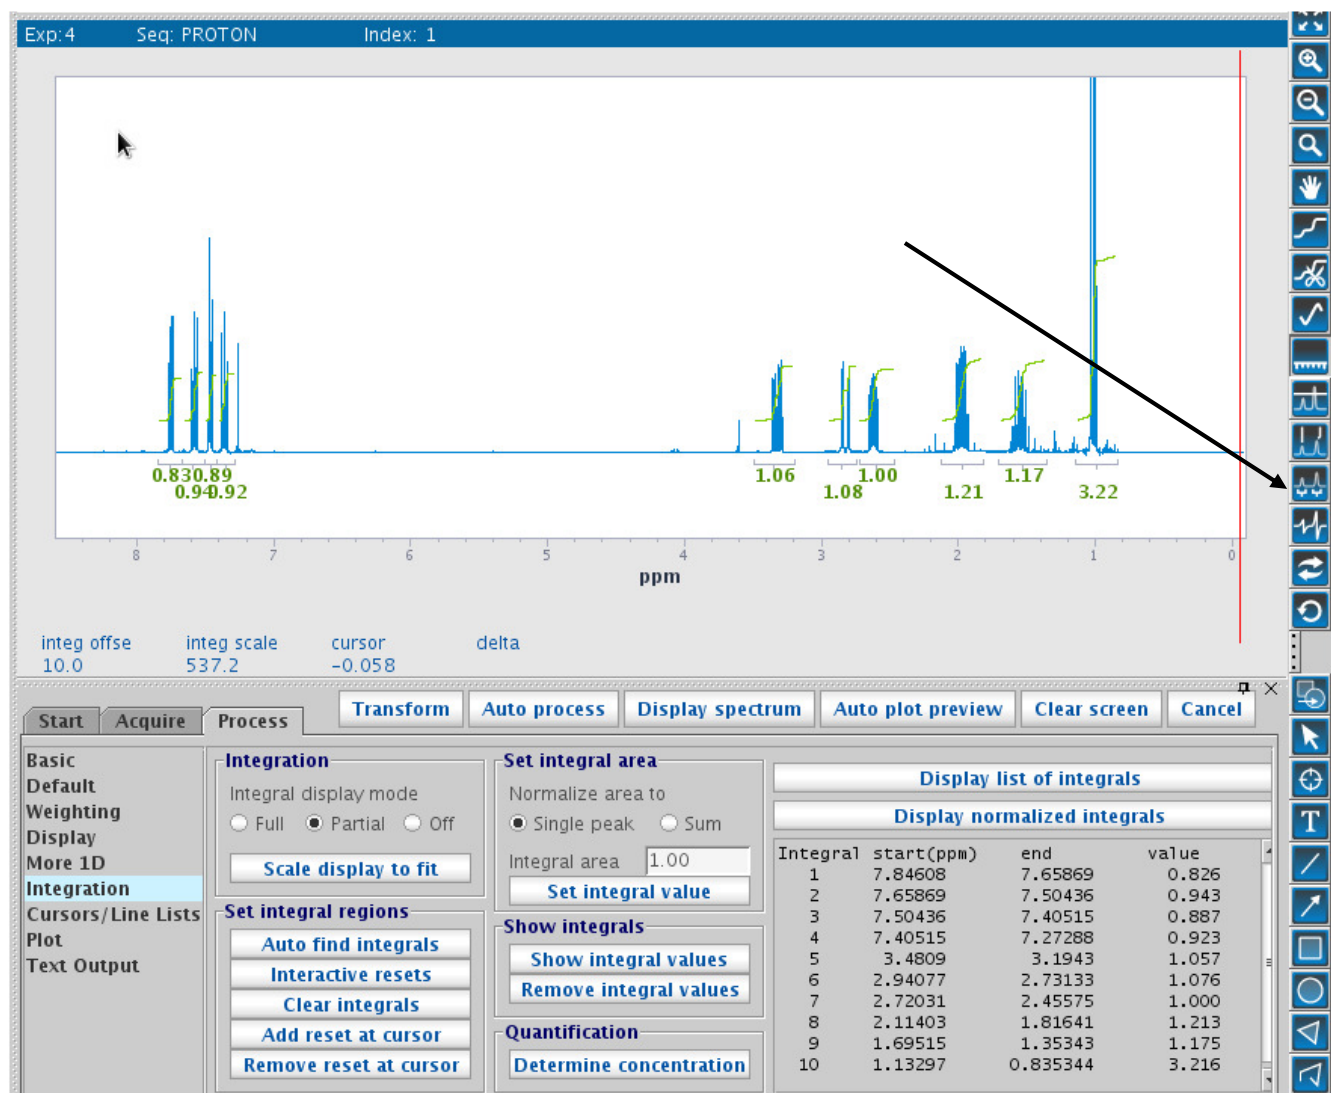 Exp:4 Seq: PROTON Index: 1
0.83 0.89 1.06 1.00 1.17
0.94 0.92 1.08 1.21 3.22
8 7 6 5 4 3 2 1 0
ppm
integ offse integ scale cursor delta
10.0 537.2 −0.058
Start Acquire Process Transform Auto process Display spectrum Auto plot preview Clear screen Cancel
Basic
Default
Weighting
Display
More 1D
Integration
Cursors/Line Lists
Plot
Text Output
Integration
Integral display mode
Full Partial Off
Scale display to fit
Set integral regions
Auto find integrals
Interactive resets
Clear integrals
Add reset at cursor
Remove reset at cursor
Set integral area
Normalize area to
Single peak Sum
Integral area 1.00
Set integral value
Show integrals
Show integral values
Remove integral values
Quantification
Determine concentration
Display list of integrals
Display normalized integrals
Integral start(ppm) end value
1 7.84608 7.65869 0.826
2 7.65869 7.50436 0.943
3 7.50436 7.40515 0.887
4 7.40515 7.27288 0.923
5 3.4809 3.1943 1.057
6 2.94077 2.73133 1.076
7 2.72031 2.45575 1.000
8 2.11403 1.81641 1.213
9 1.69515 1.35343 1.175
10 1.13297 0.835344 3.216
T